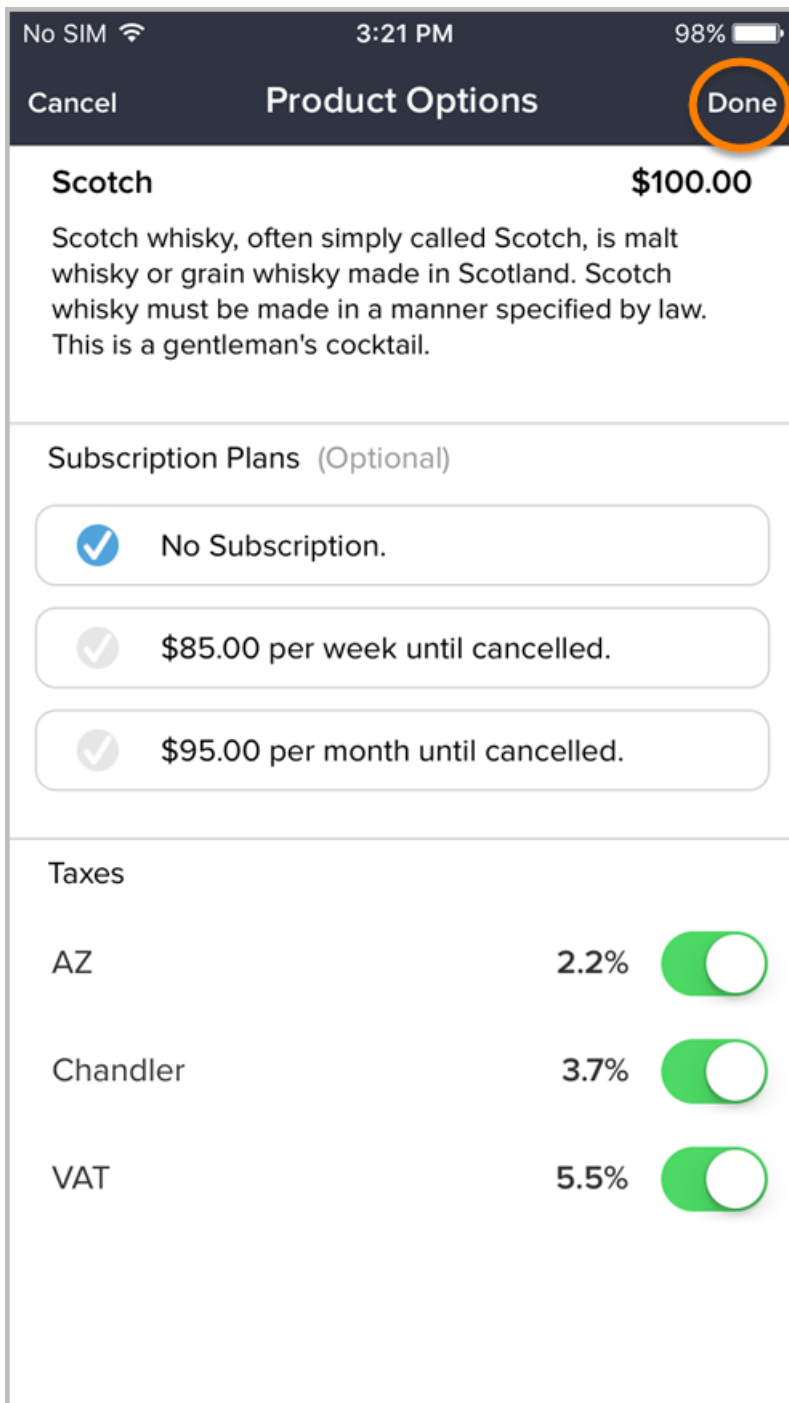 No SIM 3:21 PM 98%
Cancel Product Options Done
Scotch $100.00
Scotch whisky, often simply called Scotch, is malt
whisky or grain whisky made in Scotland. Scotch
whisky must be made in a manner specified by law.
This is a gentleman's cocktail.
Subscription Plans (Optional)
No Subscription.
$85.00 per week until cancelled.
$95.00 per month until cancelled.
Taxes
AZ 2.2%
Chandler 3.7%
VAT 5.5%